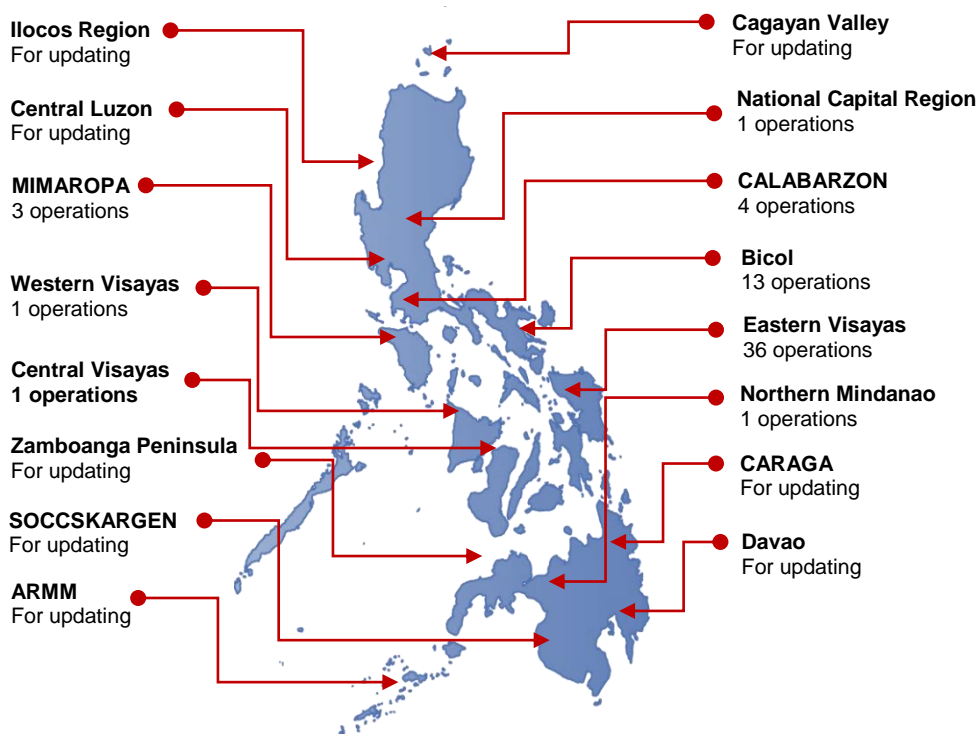 Ilocos Region
For updating
Central Luzon
For updating
MIMAROPA
3 operations
Western Visayas
1 operations
Central Visayas
1 operations
Zamboanga Peninsula
For updating
SOCCSKARGEN
For updating
ARMM
For updating
Cagayan Valley
For updating
National Capital Region
1 operations
CALABARZON
4 operations
Bicol
13 operations
Eastern Visayas
36 operations
Northern Mindanao
1 operations
CARAGA
For updating
Davao
For updating